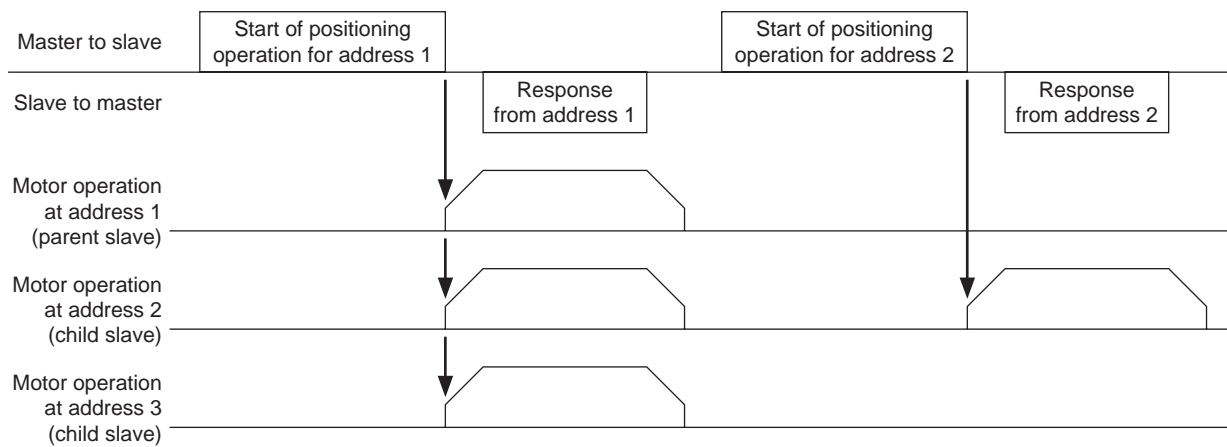 Master to slave
Start of positioning
operation for address 1
Start of positioning
operation for address 2
Slave to master
Response
from address 1
Response
from address 2
Motor operation
at address 1
(parent slave)
Motor operation
at address 2
(child slave)
Motor operation
at address 3
(child slave)